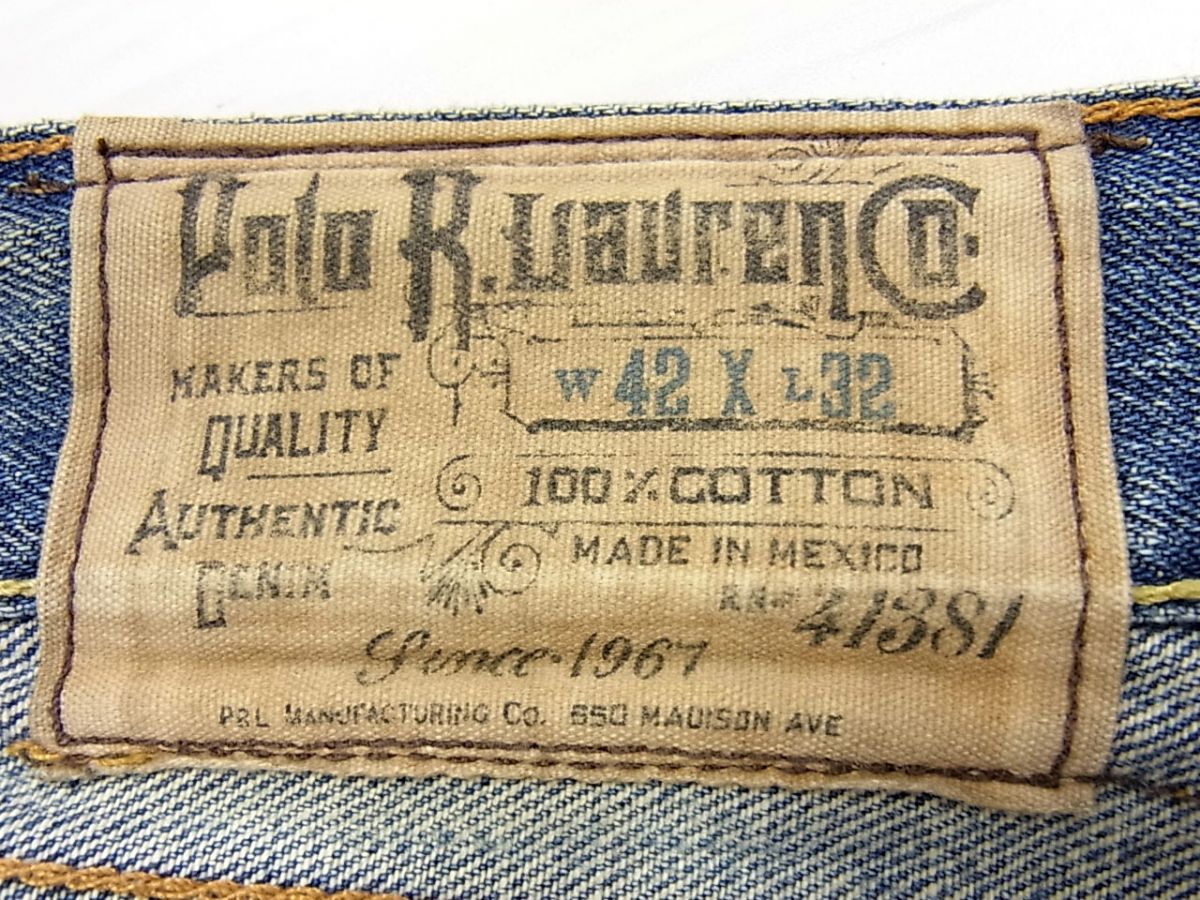 Polo R. Lauren Co.
MAKERS OF
QUALITY
AUTHENTIC
DENIM
W 42 X L 32
100% COTTON
MADE IN MEXICO
RN# 41381
Since 1967
PRL MANUFACTURING CO. 650 MADISON AVE